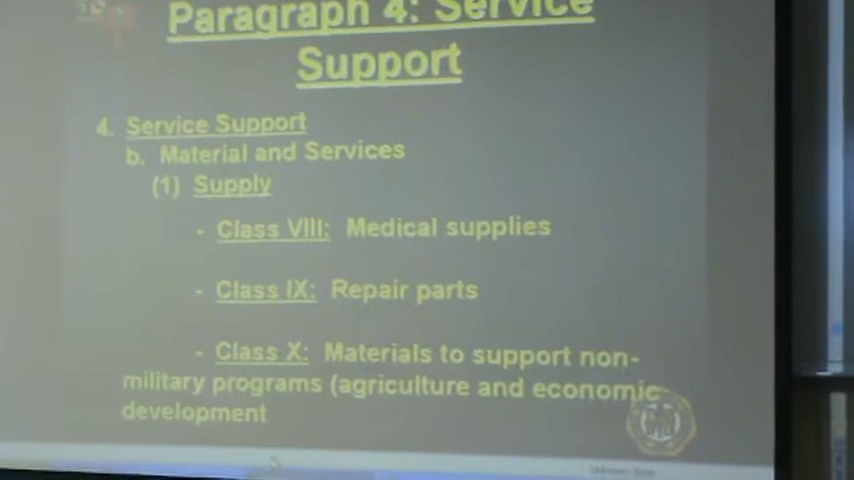 Paragraph 4: Service
Support
4. Service Support
b. Material and Services
(1) Supply
- Class VIII: Medical supplies
- Class IX: Repair parts
- Class X: Materials to support non-
military programs (agriculture and economic
development